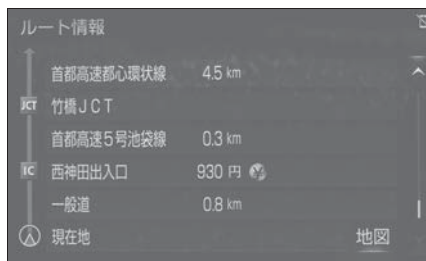 ルート情報
首都高速都心環状線 4.5 km
JCT 竹橋JCT
首都高速5号池袋線 0.3 km
IC 西神田出入口 930 円
一般道 0.8 km
現在地 地図